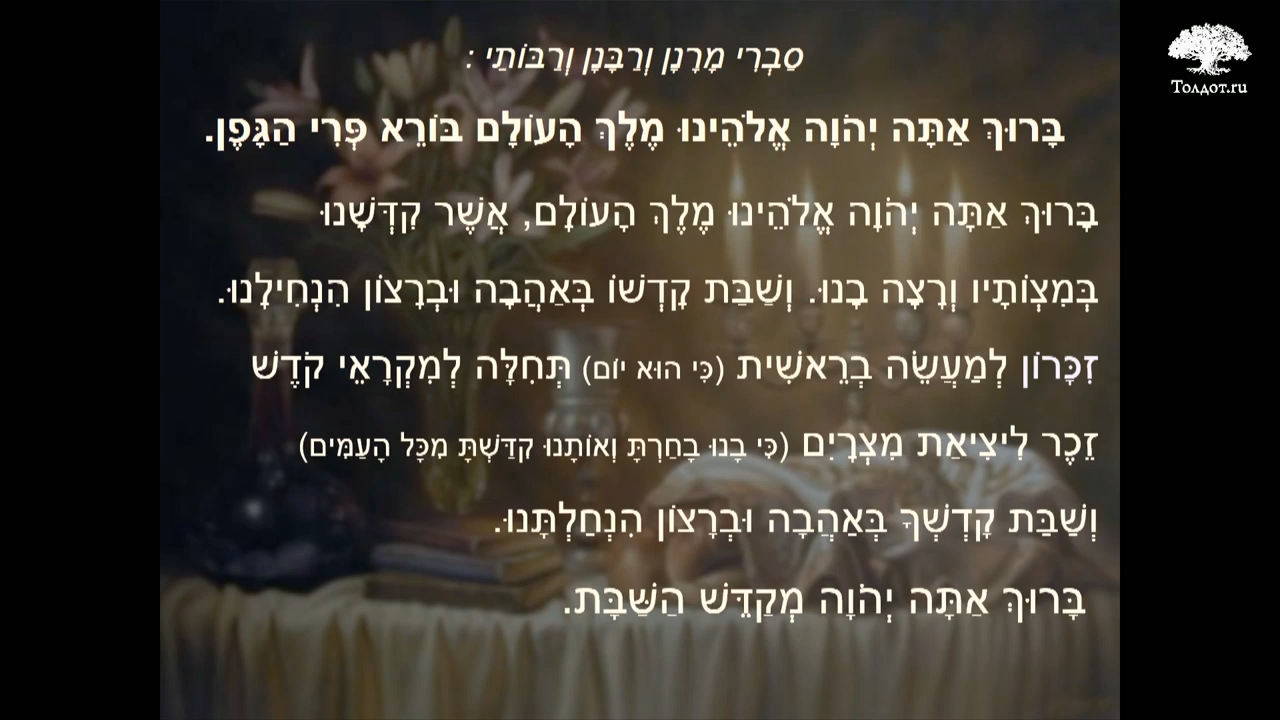 סַבְרִי מָרָנָן וְרַבָּנָן וְרַבּוֹתַי :
Толдот.ru
בָּרוּךְ אַתָּה יְהֹוָה אֱלֹהֵינוּ מֶלֶךְ הָעוֹלָם בּוֹרֵא פְּרִי הַגָּפֶן.
בָּרוּךְ אַתָּה יְהֹוָה אֱלֹהֵינוּ מֶלֶךְ הָעוֹלָם, אֲשֶׁר קִדְּשָׁנוּ
בְּמִצְוֹתָיו וְרָצָה בָנוּ. וְשַׁבַּת קָדְשׁוֹ בְּאַהֲבָה וּבְרָצוֹן הִנְחִילָנוּ.
זִכָּרוֹן לְמַעֲשֵׂה בְרֵאשִׁית (כִּי הוּא יוֹם) תְּחִלָּה לְמִקְרָאֵי קֹדֶשׁ
זֵכֶר לִיצִיאַת מִצְרָיִם (כִּי בָנוּ בָחַרְתָּ וְאוֹתָנוּ קִדַּשְׁתָּ מִכָּל הָעַמִּים)
וְשַׁבַּת קָדְשְׁךָ בְּאַהֲבָה וּבְרָצוֹן הִנְחַלְתָּנוּ.
בָּרוּךְ אַתָּה יְהֹוָה מְקַדֵּשׁ הַשַּׁבָּת.